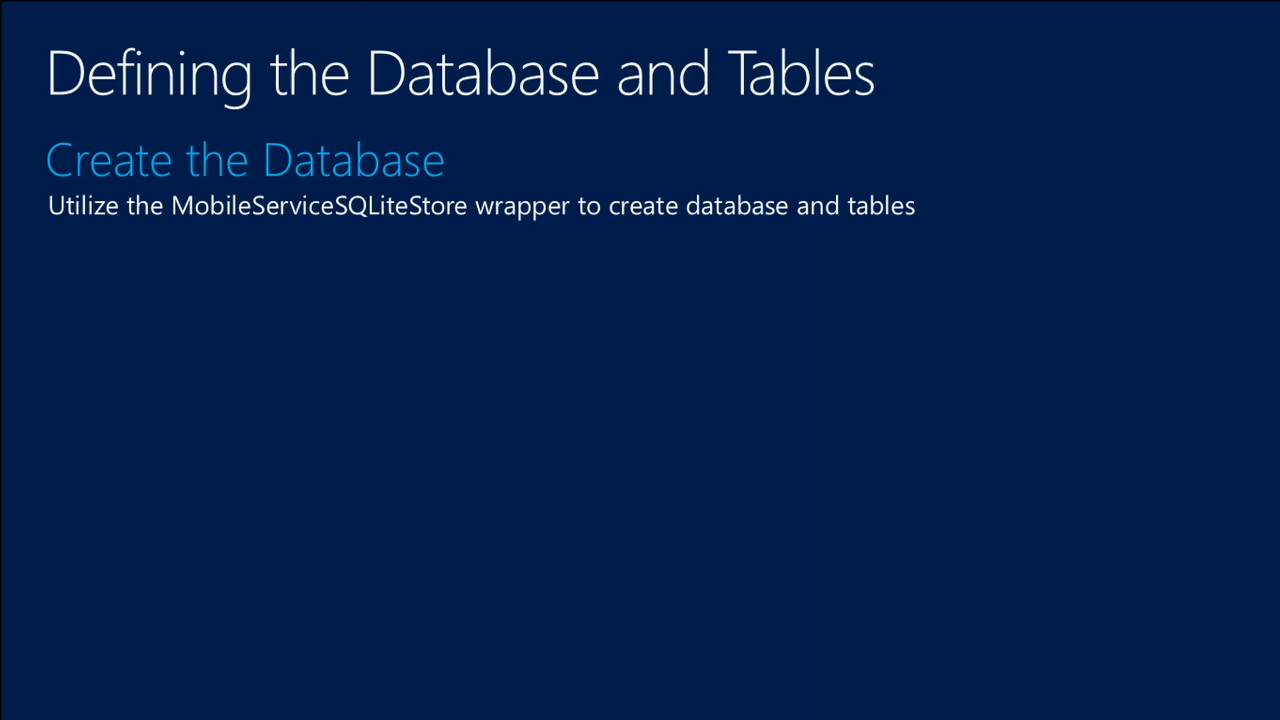 Defining the Database and Tables
Create the Database
Utilize the MobileServiceSQLiteStore wrapper to create database and tables